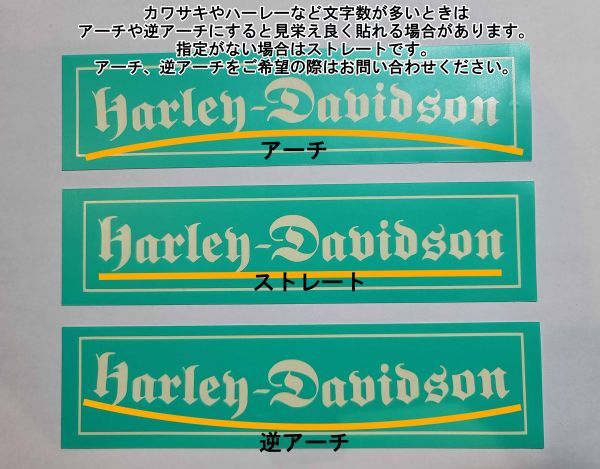 カワサキやハーレーなど文字数が多いときは
アーチや逆アーチにすると見栄え良く貼れる場合があります。
指定がない場合はストレートです。
アーチ、逆アーチをご希望の際はお問い合わせください。
Harley-Davidson
アーチ
Harley-Davidson
ストレート
Harley-Davidson
逆アーチ